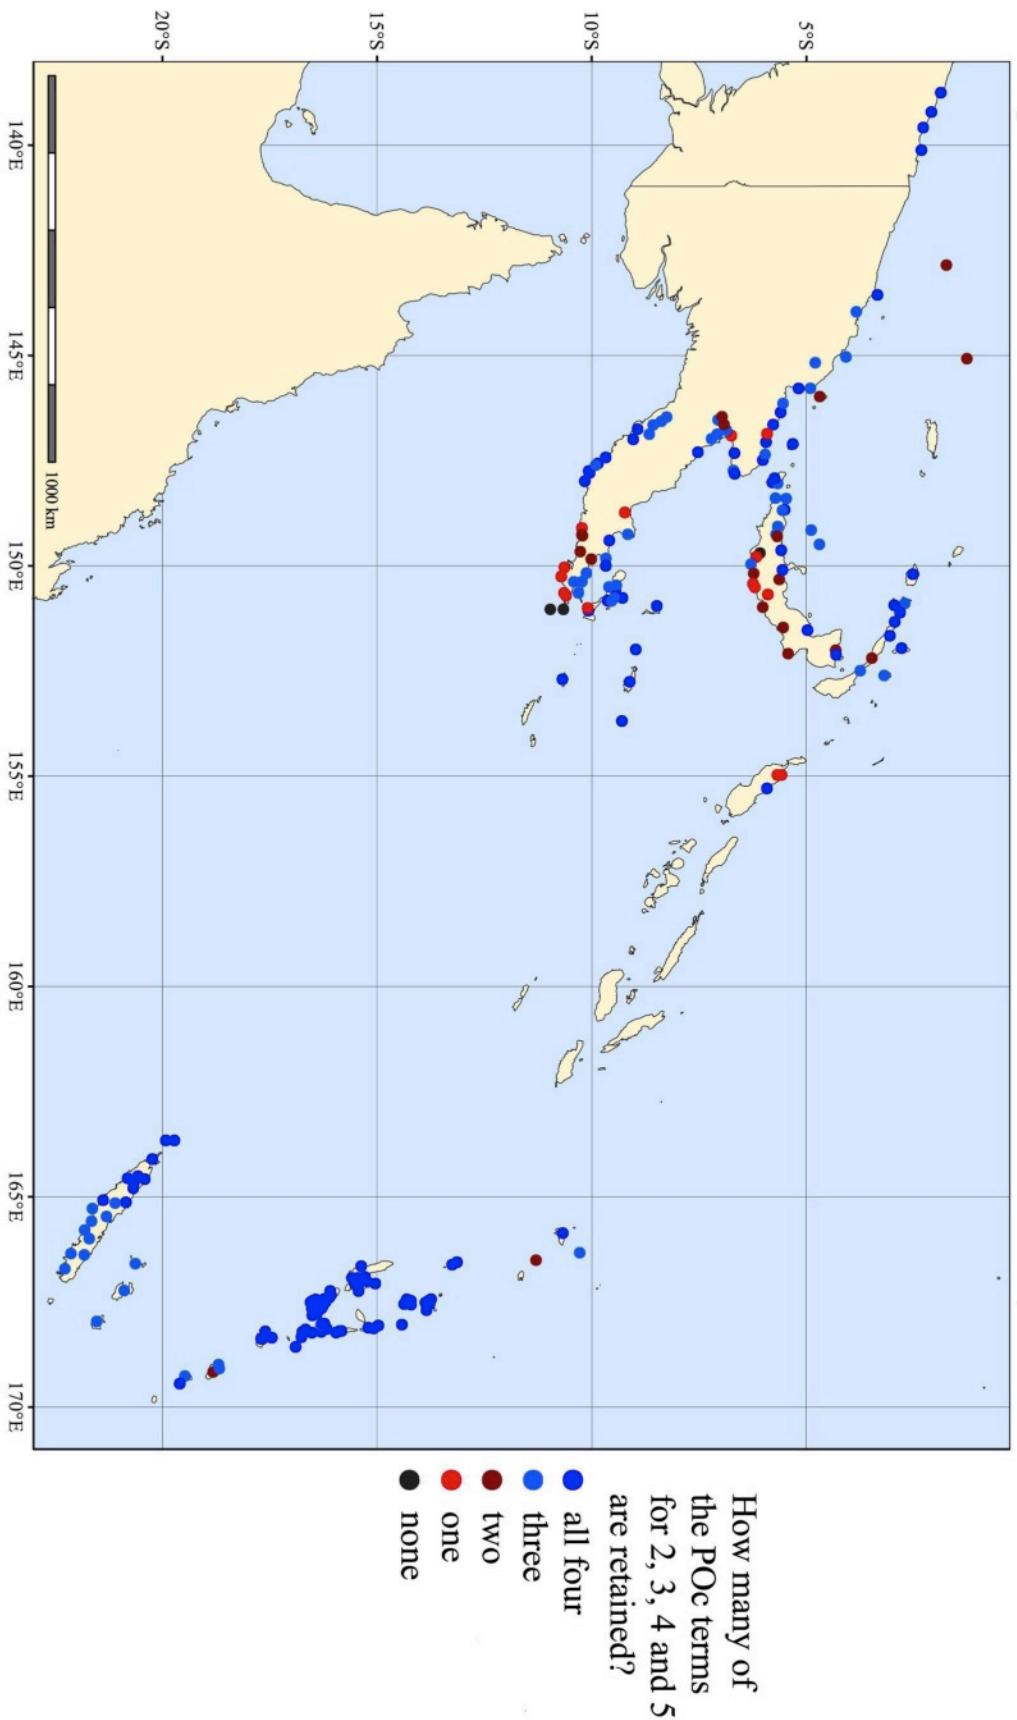 How many of
the POc terms
for 2, 3, 4 and 5
are retained?
all four
three
two
one
none
5°S
10°S
15°S
20°S
140°E
145°E
150°E
155°E
160°E
165°E
170°E
1000 km